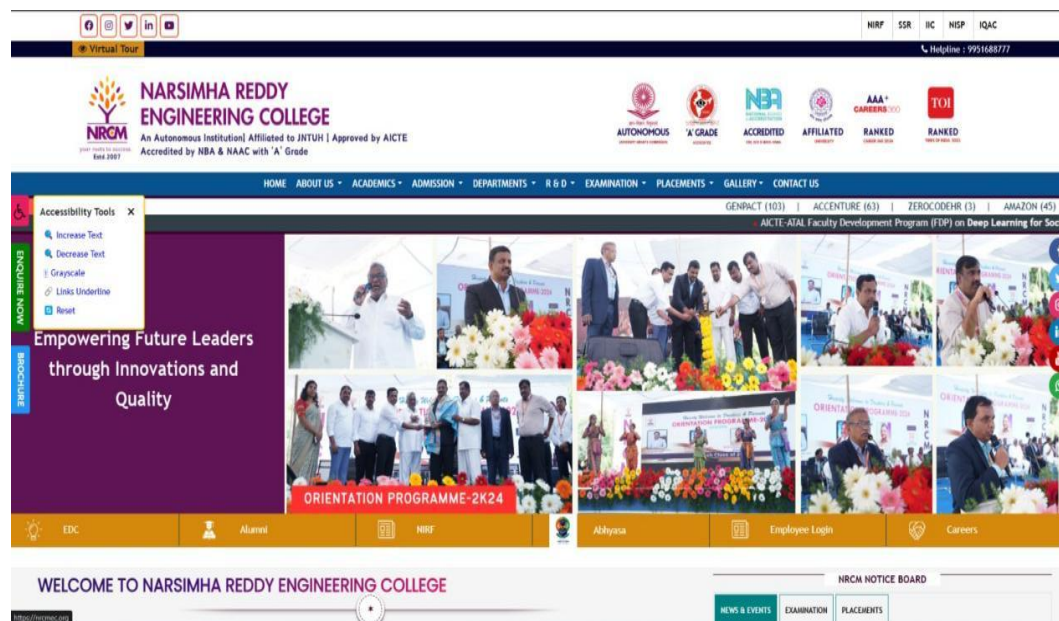 NIRF SSR IIC NISP IQAC
Virtual Tour
Helpline : 9951688777
NRCM
your roots to success
Estd 2007
NARSIMHA REDDY
ENGINEERING COLLEGE
An Autonomous Institution| Affiliated to JNTUH | Approved by AICTE
Accredited by NBA & NAAC with 'A' Grade
AUTONOMOUS
'A' GRADE
NBA
ACCREDITED
AFFILIATED
AAA+
CAREERS360
RANKED
TOI
RANKED
HOME ABOUT US ACADEMICS ADMISSION DEPARTMENTS R & D EXAMINATION PLACEMENTS GALLERY CONTACT US
GENPACT (103) | ACCENTURE (63) | ZEROCODEHR (3) | AMAZON (45)
AICTE-ATAL Faculty Development Program (FDP) on Deep Learning for Soc
Accessibility Tools X
Increase Text
Decrease Text
Grayscale
Links Underline
Reset
ENQUIRE NOW
BROCHURE
Empowering Future Leaders
through Innovations and
Quality
ORIENTATION PROGRAMME-2K24
EDC
Alumni
NIRF
Abhyasa
Employee Login
Careers
WELCOME TO NARSIMHA REDDY ENGINEERING COLLEGE
NRCM NOTICE BOARD
NEWS & EVENTS
EXAMINATION
PLACEMENTS
https://nrcmec.org